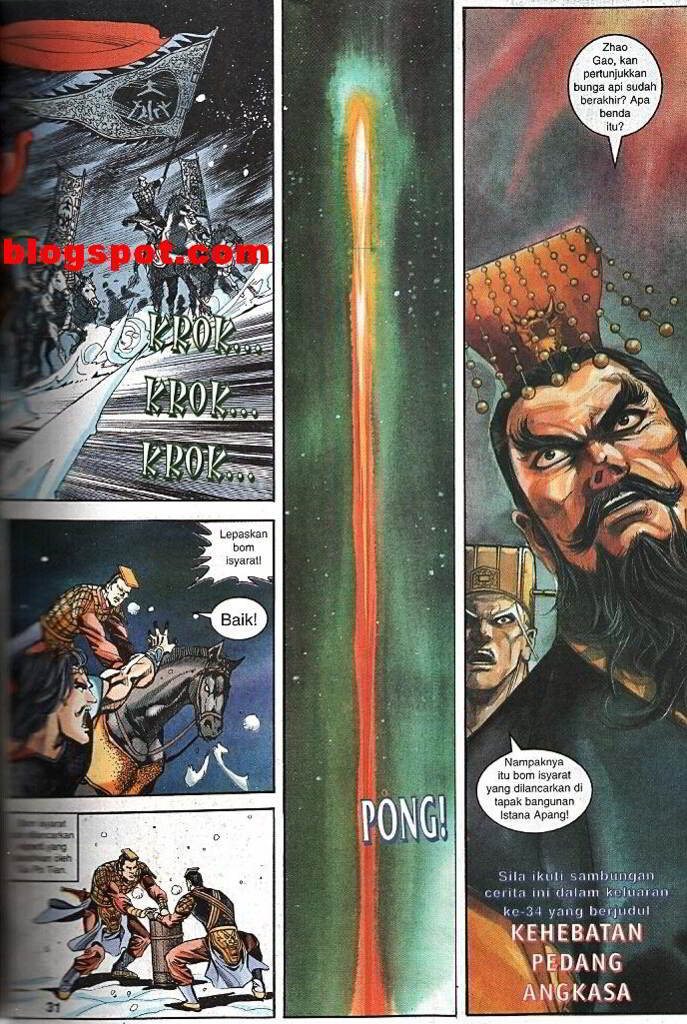 blogspot.com
KROK...
KROK...
KROK...
Lepaskan
bom
isyarat!
Baik!
31
PONG!
Zhao
Gao, kan
pertunjukkan
bunga api sudah
berakhir? Apa
benda
itu?
Nampaknya
itu bom isyarat
yang dilancarkan di
tapak bangunan
Istana Apang!
Sila ikuti sambungan
cerita ini dalam keluaran
ke-34 yang berjudul
KEHEBATAN
PEDANG
ANGKASA